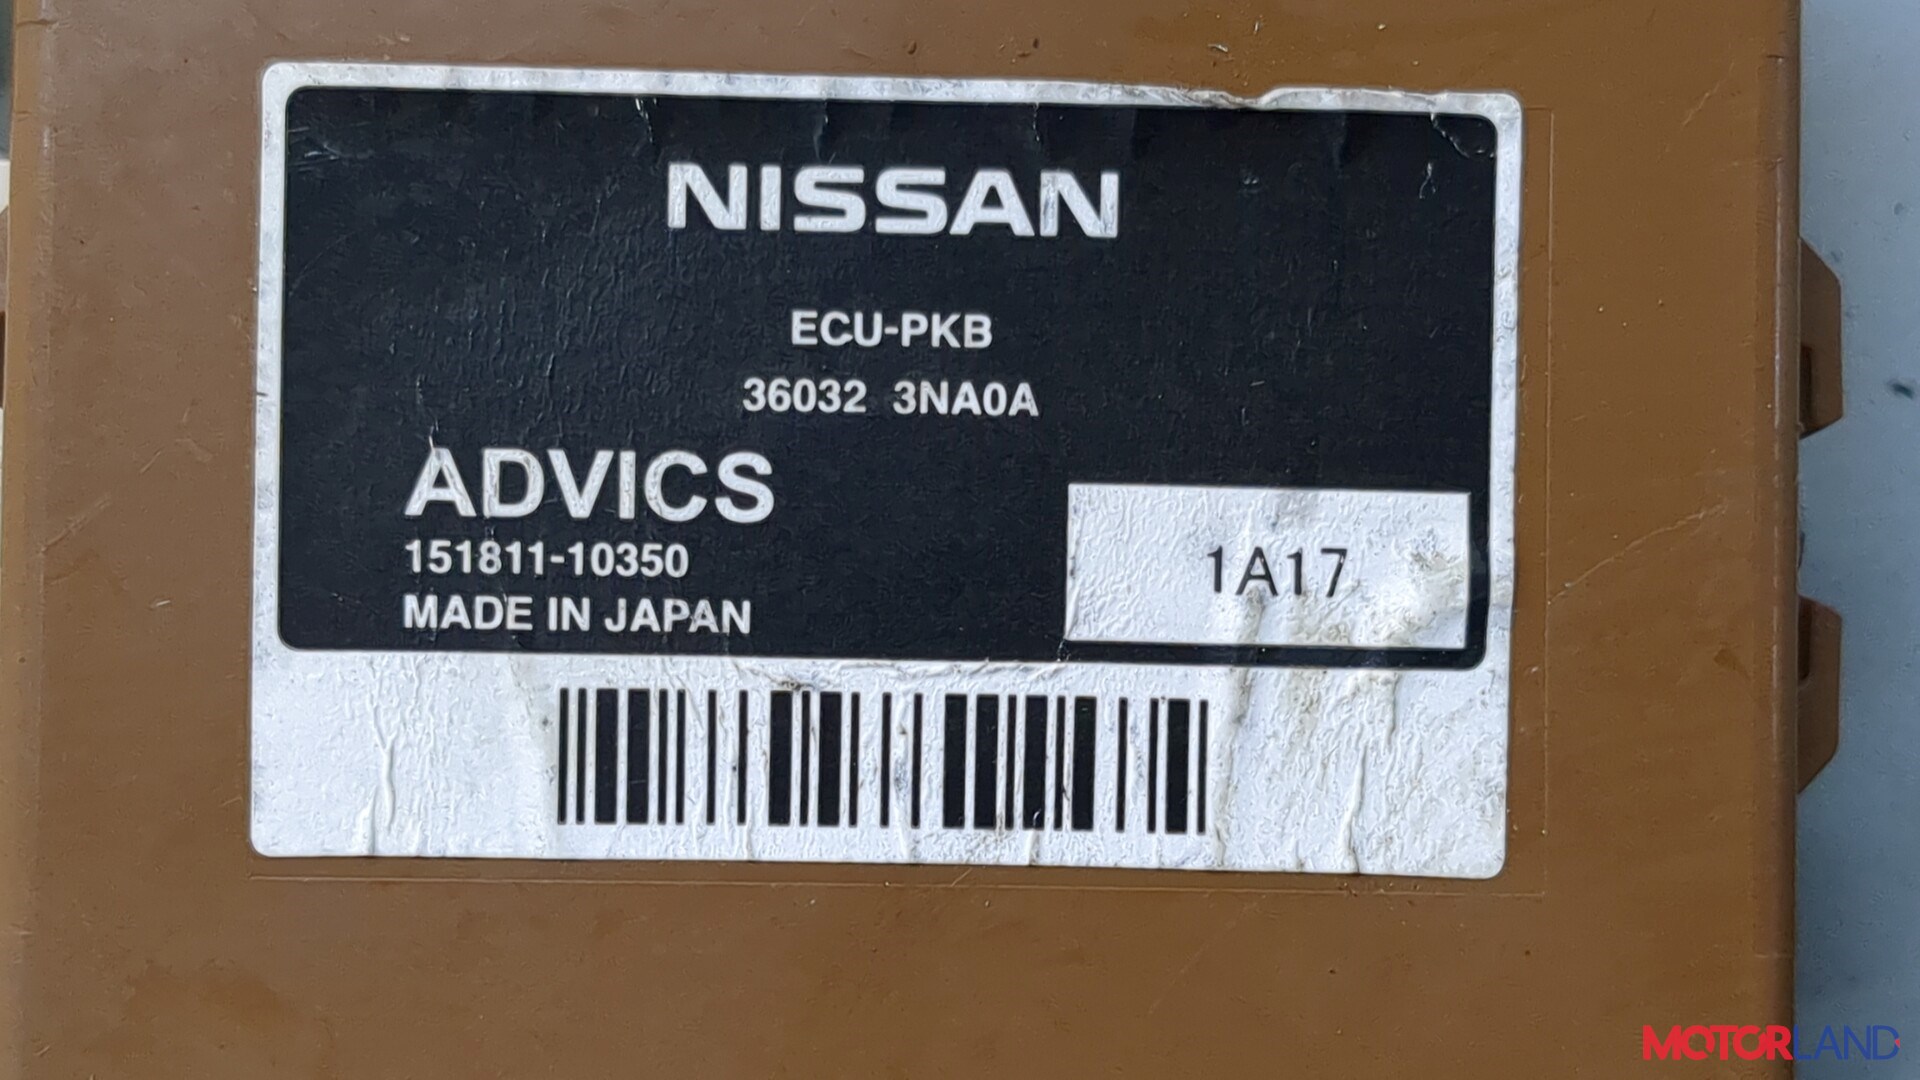 NISSAN
ECU-PKB
36032 3NA0A
ADVICS
151811-10350
MADE IN JAPAN
1A17
MOTORLAND